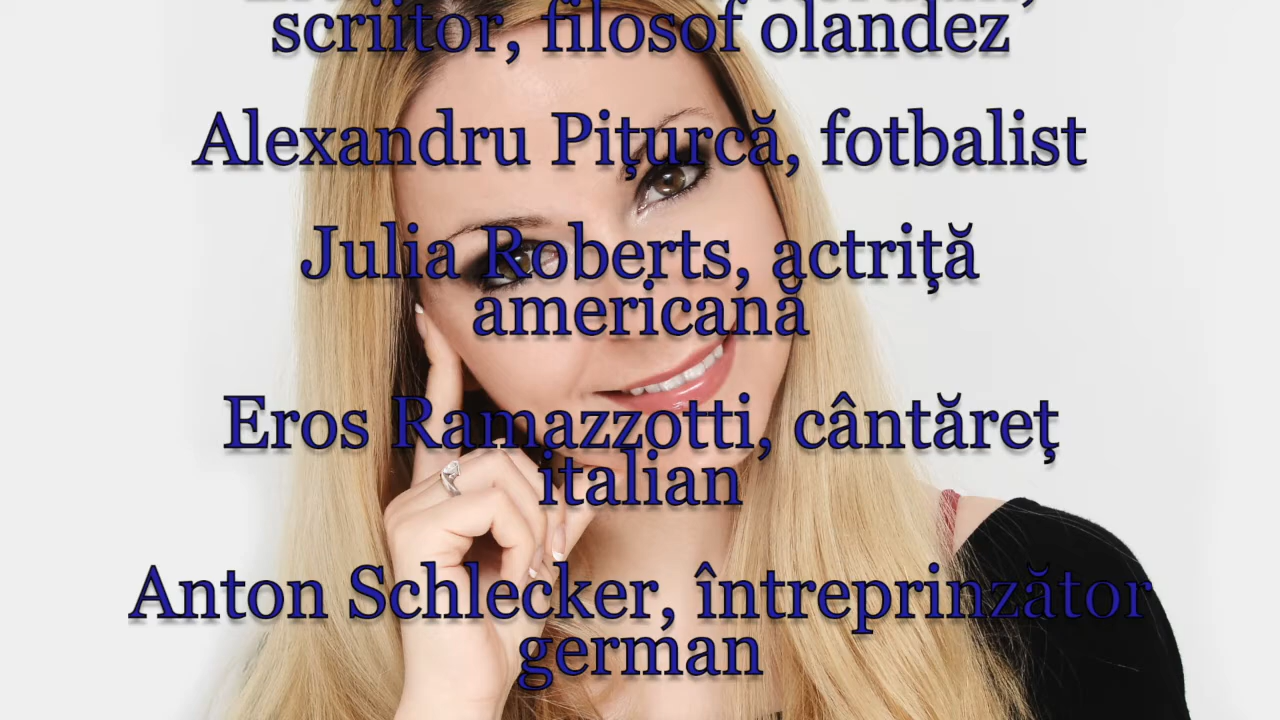 scriitor, filosof olandez
Alexandru Piţurcă, fotbalist
Julia Roberts, actriţă
americană
Eros Ramazzotti, cântăreţ
italian
Anton Schlecker, întreprinzător
german